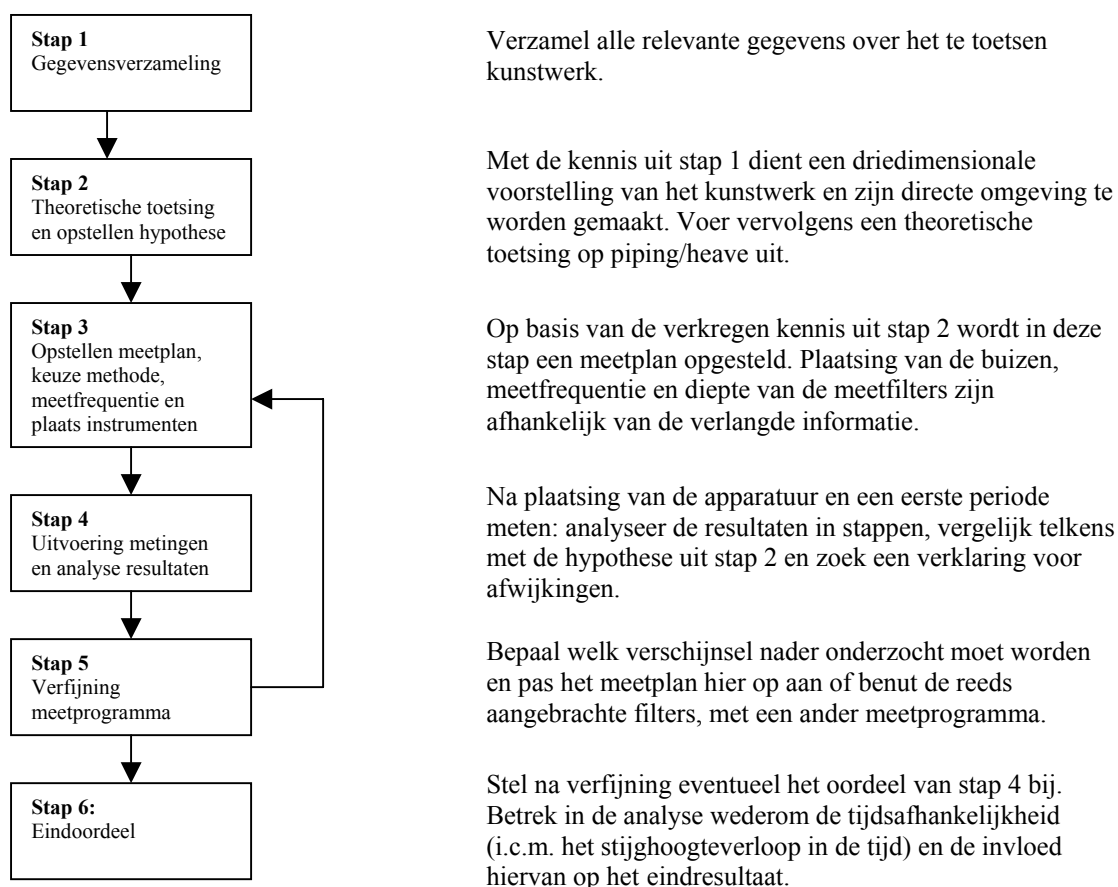 Stap 1
Gegevensverzameling
Verzamel alle relevante gegevens over het te toetsen
kunstwerk.
Stap 2
Theoretische toetsing
en opstellen hypothese
Met de kennis uit stap 1 dient een driedimensionale
voorstelling van het kunstwerk en zijn directe omgeving te
worden gemaakt. Voer vervolgens een theoretische
toetsing op piping/heave uit.
Stap 3
Opstellen meetplan,
keuze methode,
meetfrequentie en
plaats instrumenten
Op basis van de verkregen kennis uit stap 2 wordt in deze
stap een meetplan opgesteld. Plaatsing van de buizen,
meetfrequentie en diepte van de meetfilters zijn
afhankelijk van de verlangde informatie.
Stap 4
Uitvoering metingen
en analyse resultaten
Na plaatsing van de apparatuur en een eerste periode
meten: analyseer de resultaten in stappen, vergelijk telkens
met de hypothese uit stap 2 en zoek een verklaring voor
afwijkingen.
Stap 5
Verfijning
meetprogramma
Bepaal welk verschijnsel nader onderzocht moet worden
en pas het meetplan hier op aan of benut de reeds
aangebrachte filters, met een ander meetprogramma.
Stap 6:
Eindoordeel
Stel na verfijning eventueel het oordeel van stap 4 bij.
Betrek in de analyse wederom de tijdsafhankelijkheid
(i.c.m. het stijghoogteverloop in de tijd) en de invloed
hiervan op het eindresultaat.